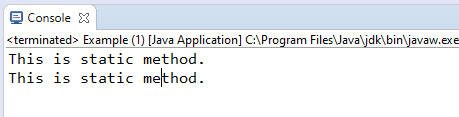 Console
<terminated> Example (1) [Java Application] C:\Program Files\Java\jdk\bin\javaw.exe
This is static method.
This is static method.